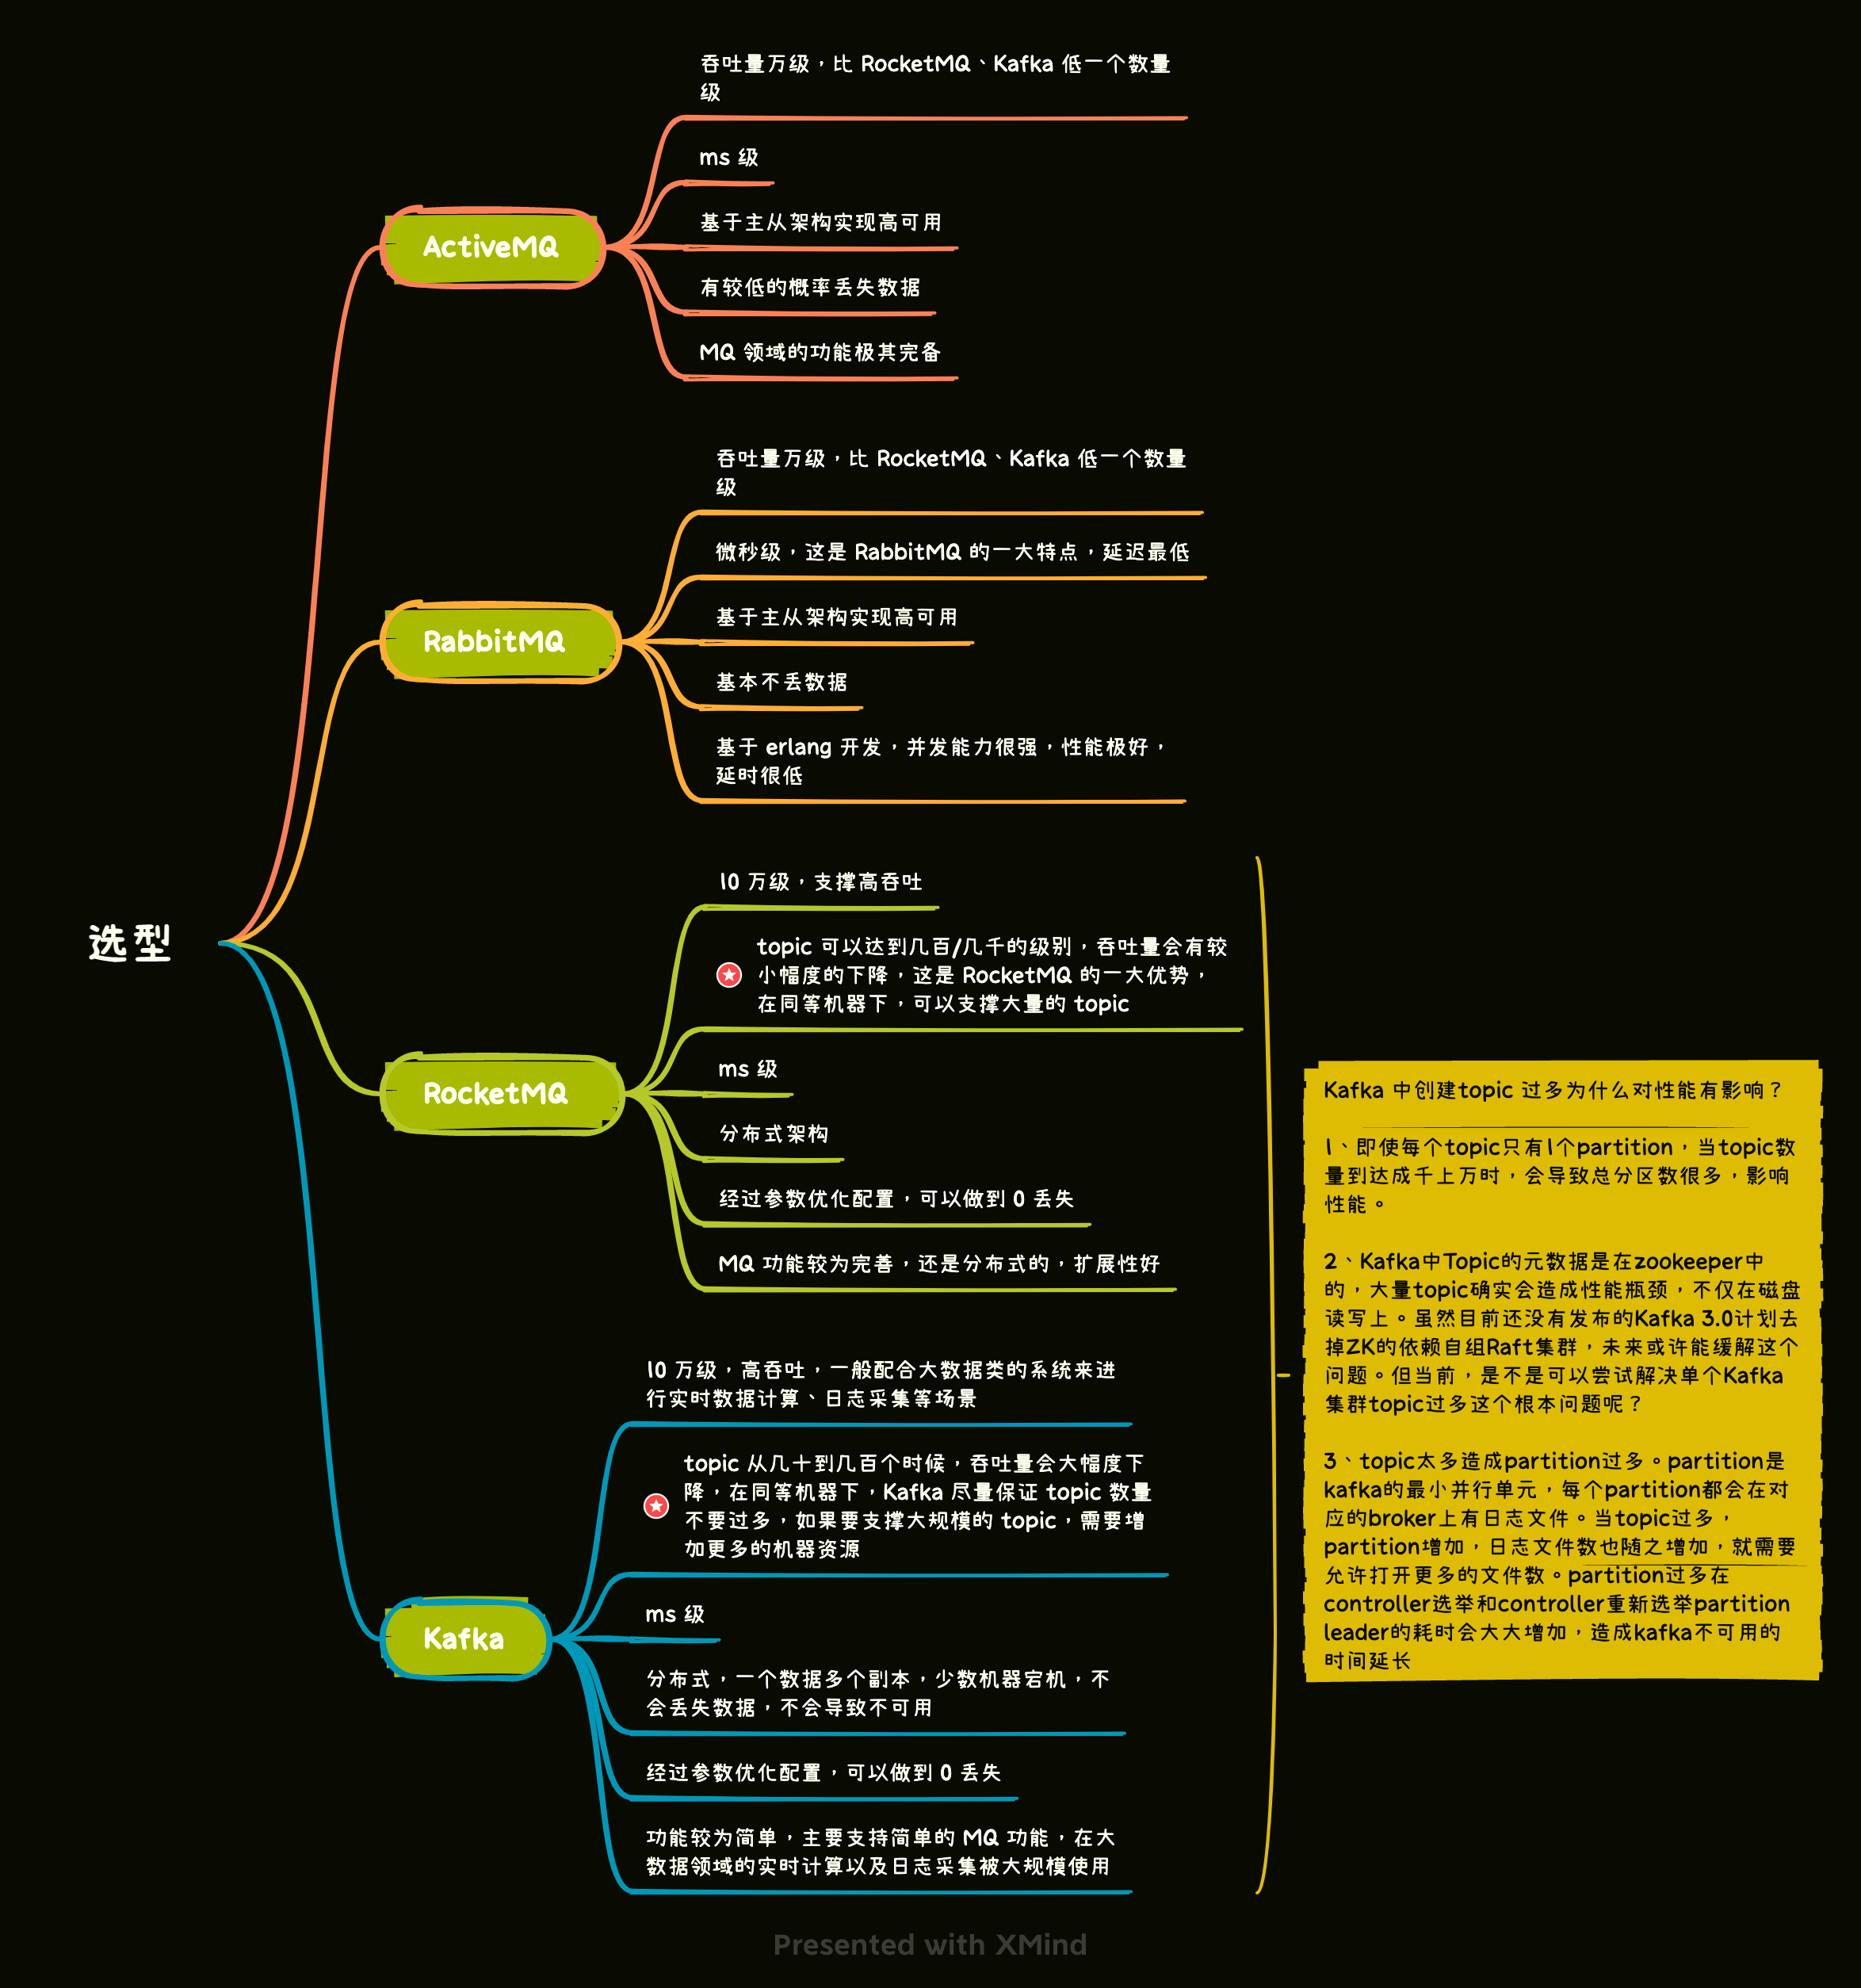 选型
ActiveMQ
吞吐量万级，比 RocketMQ、Kafka 低一个数量
级
ms 级
基于主从架构实现高可用
有较低的概率丢失数据
MQ 领域的功能极其完备
RabbitMQ
吞吐量万级，比 RocketMQ、Kafka 低一个数量
级
微秒级，这是 RabbitMQ 的一大特点，延迟最低
基于主从架构实现高可用
基本不丢数据
基于 erlang 开发，并发能力很强，性能极好，
延时很低
RocketMQ
10 万级，支撑高吞吐
topic 可以达到几百/几千的级别，吞吐量会有较
小幅度的下降，这是 RocketMQ 的一大优势，
在同等机器下，可以支撑大量的 topic
ms 级
分布式架构
经过参数优化配置，可以做到 0 丢失
MQ 功能较为完善，还是分布式的，扩展性好
Kafka
10 万级，高吞吐，一般配合大数据类的系统来进
行实时数据计算、日志采集等场景
topic 从几十到几百个时候，吞吐量会大幅度下
降，在同等机器下，Kafka 尽量保证 topic 数量
不要过多，如果要支撑大规模的 topic，需要增
加更多的机器资源
ms 级
分布式，一个数据多个副本，少数机器宕机，不
会丢失数据，不会导致不可用
经过参数优化配置，可以做到 0 丢失
功能较为简单，主要支持简单的 MQ 功能，在大
数据领域的实时计算以及日志采集被大规模使用
Kafka 中创建topic 过多为什么对性能有影响？
1、即使每个topic只有1个partition，当topic数
量到达成千上万时，会导致总分区数很多，影响
性能。
2、Kafka中Topic的元数据是在zookeeper中
的，大量topic确实会造成性能瓶颈，不仅在磁盘
读写上。虽然目前还没有发布的Kafka 3.0计划去
掉ZK的依赖自组Raft集群，未来或许能缓解这个
问题。但当前，是不是可以尝试解决单个Kafka
集群topic过多这个根本问题呢？
3、topic太多造成partition过多。partition是
kafka的最小并行单元，每个partition都会在对
应的broker上有日志文件。当topic过多，
partition增加，日志文件数也随之增加，就需要
允许打开更多的文件数。partition过多在
controller选举和controller重新选举partition
leader的耗时会大大增加，造成kafka不可用的
时间延长
Presented with XMind